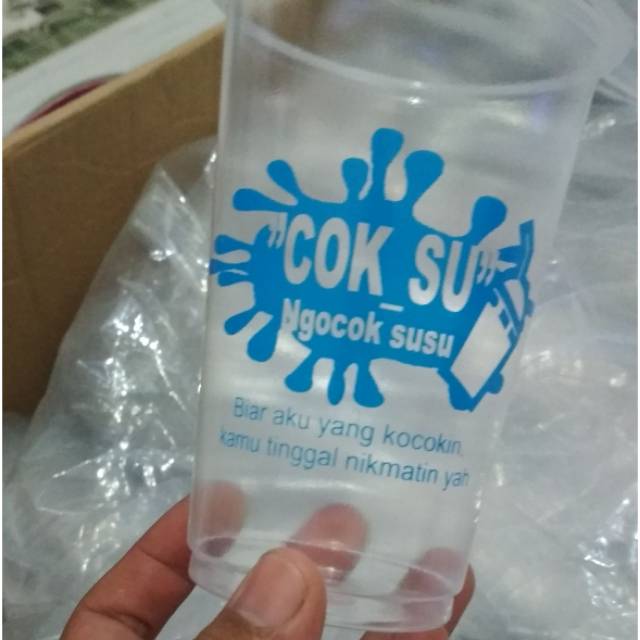 "COK_SU"
Ngocok susu
Biar aku yang kocokin,
kamu tinggal nikmatin yah